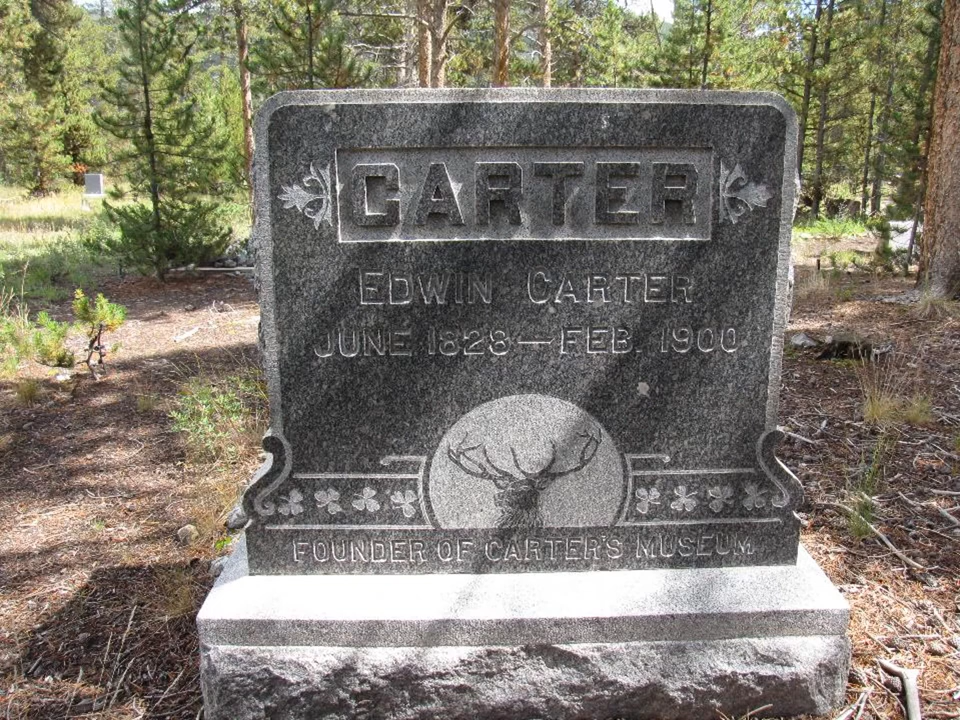 CARTER
EDWIN CARTER
JUNE 1828 — FEB. 1900
FOUNDER OF CARTER'S MUSEUM